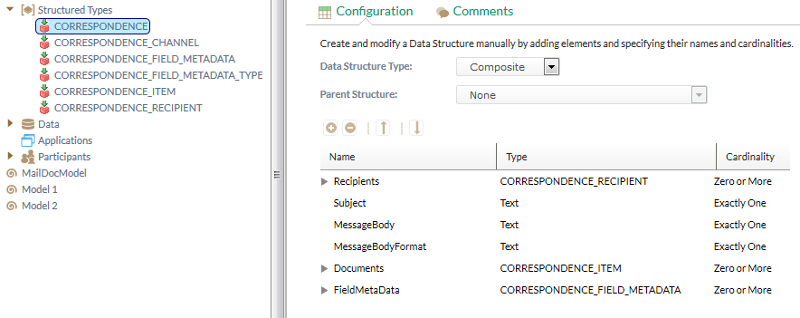 Structured Types
CORRESPONDENCE
CORRESPONDENCE_CHANNEL
CORRESPONDENCE_FIELD_METADATA
CORRESPONDENCE_FIELD_METADATA_TYPE
CORRESPONDENCE_ITEM
CORRESPONDENCE_RECIPIENT
Data
Applications
Participants
MailDocModel
Model 1
Model 2
Configuration Comments
Create and modify a Data Structure manually by adding elements and specifying their names and cardinalities.
Data Structure Type: Composite
Parent Structure: None
Name Type Cardinality
Recipients CORRESPONDENCE_RECIPIENT Zero or More
Subject Text Exactly One
MessageBody Text Exactly One
MessageBodyFormat Text Exactly One
Documents CORRESPONDENCE_ITEM Zero or More
FieldMetaData CORRESPONDENCE_FIELD_METADATA Zero or More